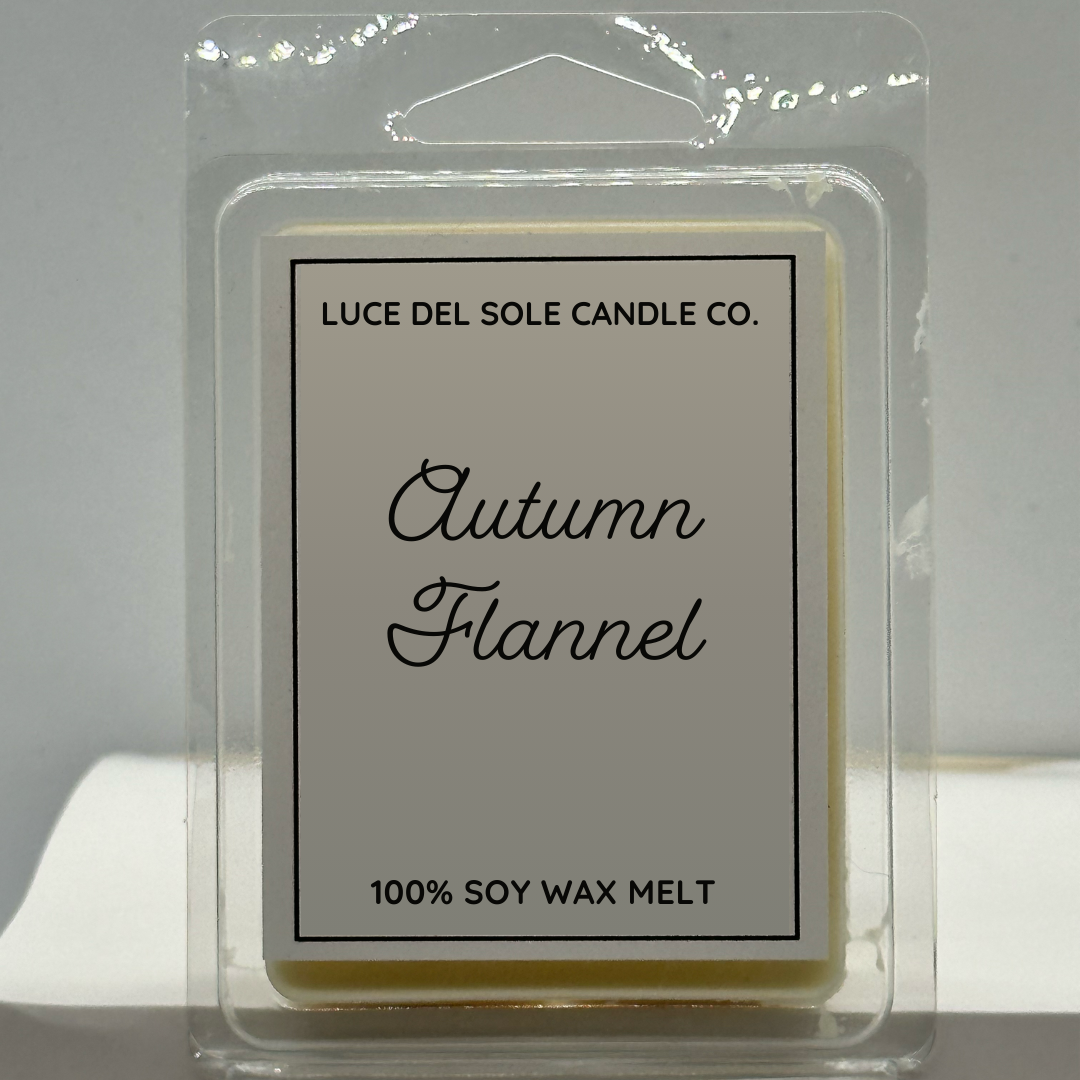 LUCE DEL SOLE CANDLE CO.
Autumn
Flannel
100% SOY WAX MELT